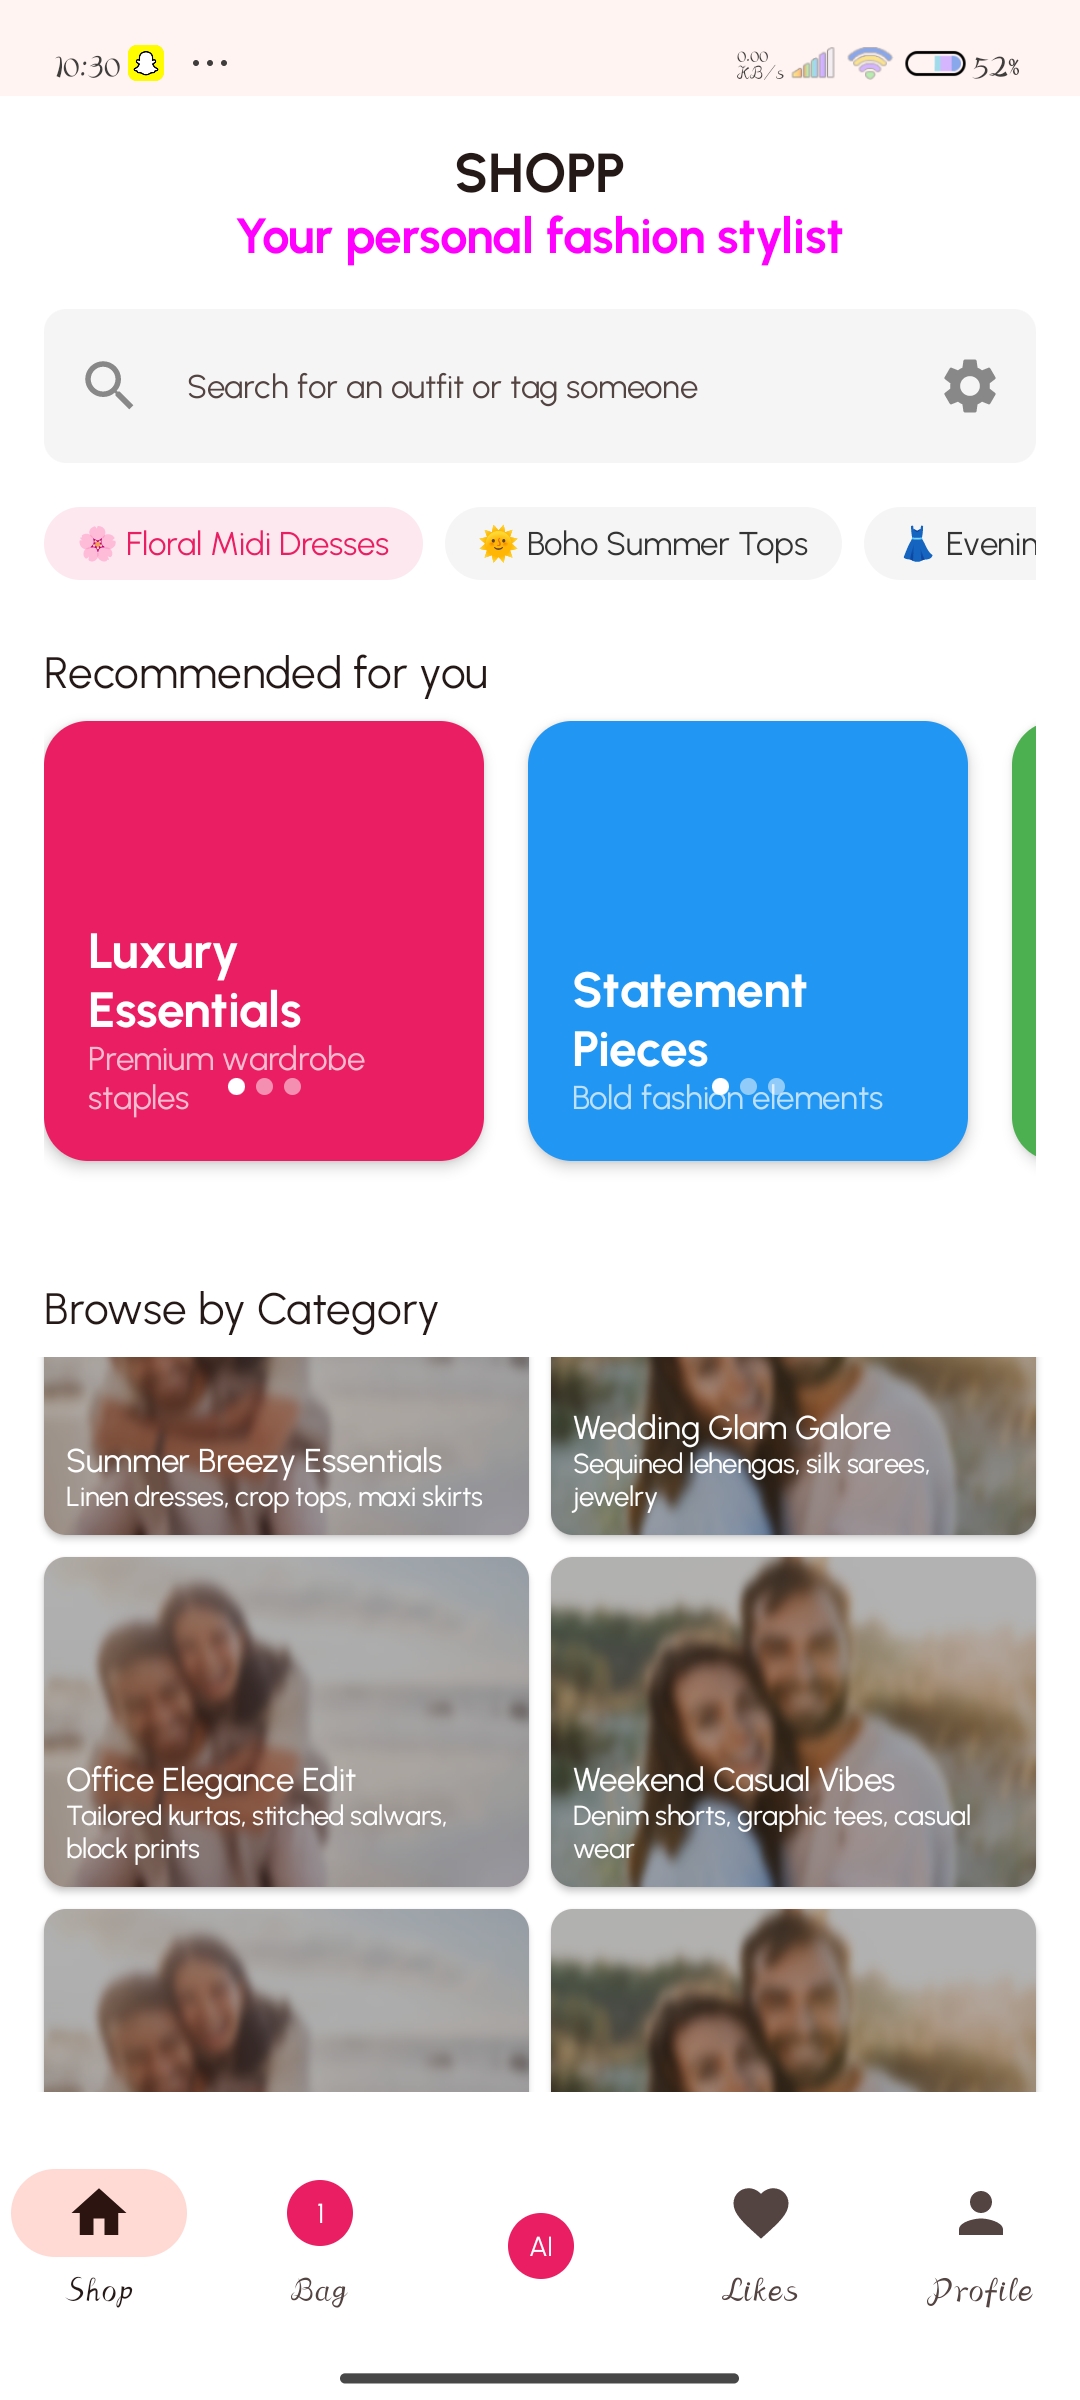 10:30
0.00
KB/s
52%
SHOPP
Your personal fashion stylist
Search for an outfit or tag someone
Floral Midi Dresses
Boho Summer Tops
Evenin
Recommended for you
Luxury
Essentials
Premium wardrobe
staples
Statement
Pieces
Bold fashion elements
Browse by Category
Summer Breezy Essentials
Linen dresses, crop tops, maxi skirts
Wedding Glam Galore
Sequined lehengas, silk sarees,
jewelry
Office Elegance Edit
Tailored kurtas, stitched salwars,
block prints
Weekend Casual Vibes
Denim shorts, graphic tees, casual
wear
1
AI
Shop
Bag
Likes
Profile